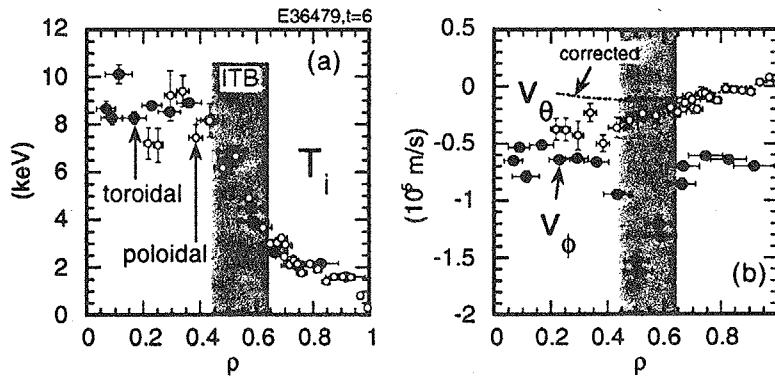 E36479,t=6
12
10
8
6
4
2
0
(keV)
(a)
ITB
T i
toroidal
poloidal
0 0.2 0.4 0.6 0.8 1
ρ
0.5
0
-0.5
-1
-1.5
-2
(10⁵ m/s)
corrected
V θ
V ϕ
(b)
0 0.2 0.4 0.6 0.8
ρ